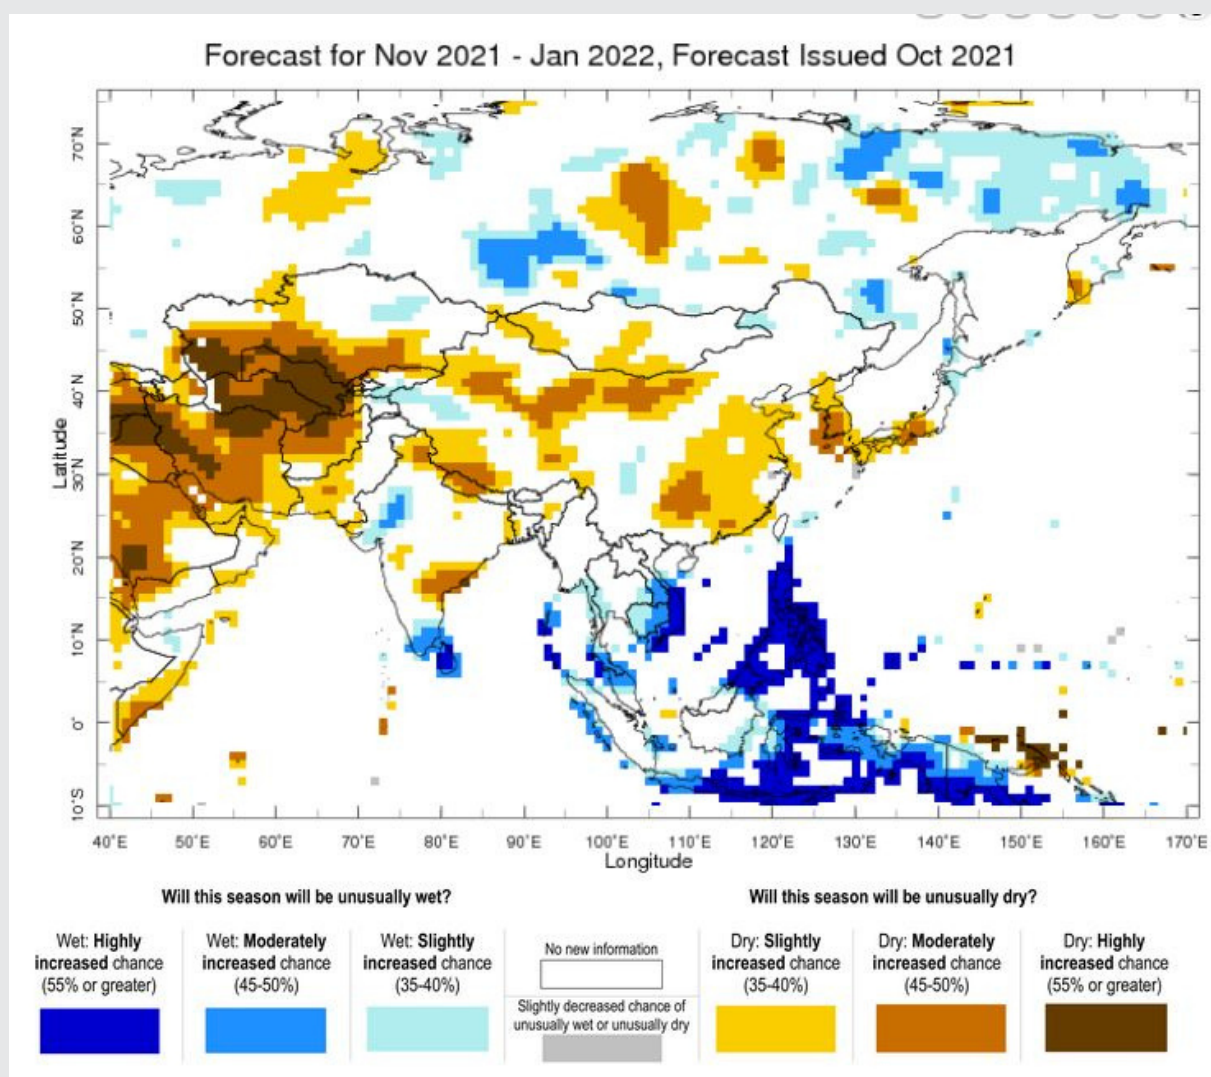 Forecast for Nov 2021 - Jan 2022, Forecast Issued Oct 2021
Latitude
70°N
60°N
50°N
40°N
30°N
20°N
10°N
0°
10°S
40°E 50°E 60°E 70°E 80°E 90°E 100°E 110°E 120°E 130°E 140°E 150°E 160°E 170°E
Longitude
Will this season will be unusually wet?
Will this season will be unusually dry?
Wet: Highly
increased chance
(55% or greater)
Wet: Moderately
increased chance
(45-50%)
Wet: Slightly
increased chance
(35-40%)
No new information
Slightly decreased chance of
unusually wet or unusually dry
Dry: Slightly
increased chance
(35-40%)
Dry: Moderately
increased chance
(45-50%)
Dry: Highly
increased chance
(55% or greater)